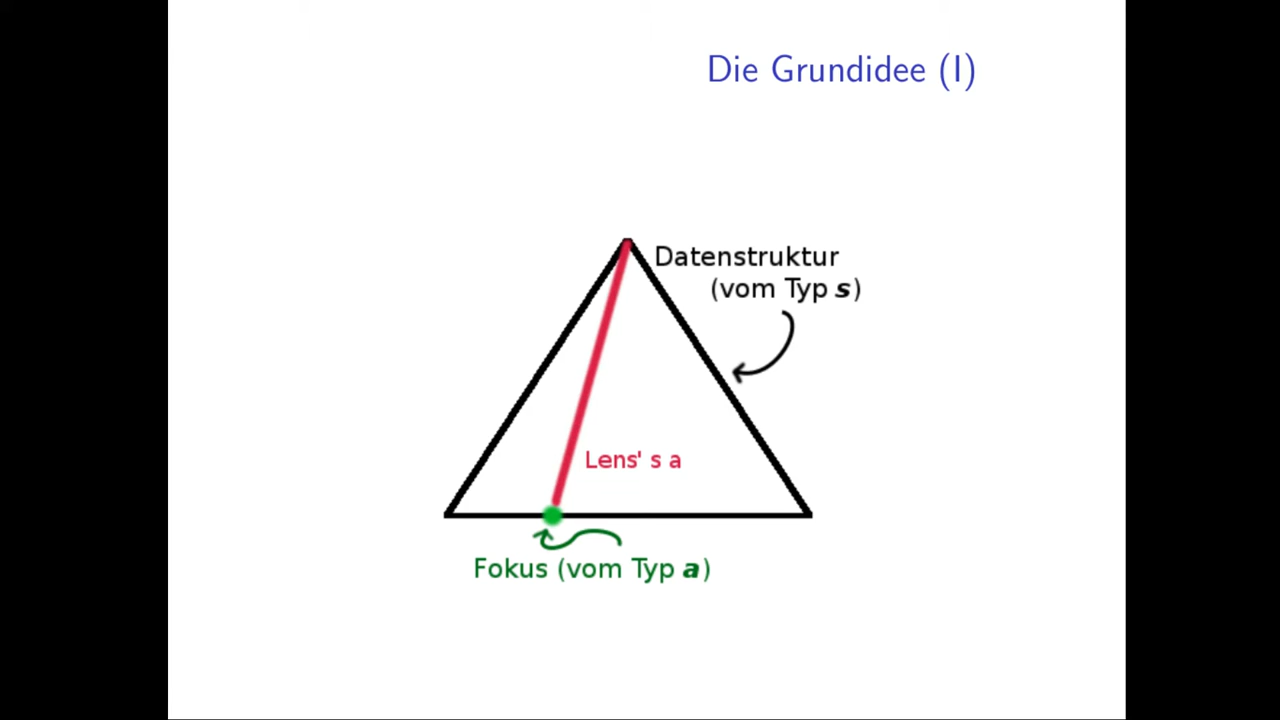 Die Grundidee (I)
Datenstruktur
(vom Typ s)
Lens' s a
Fokus (vom Typ a)